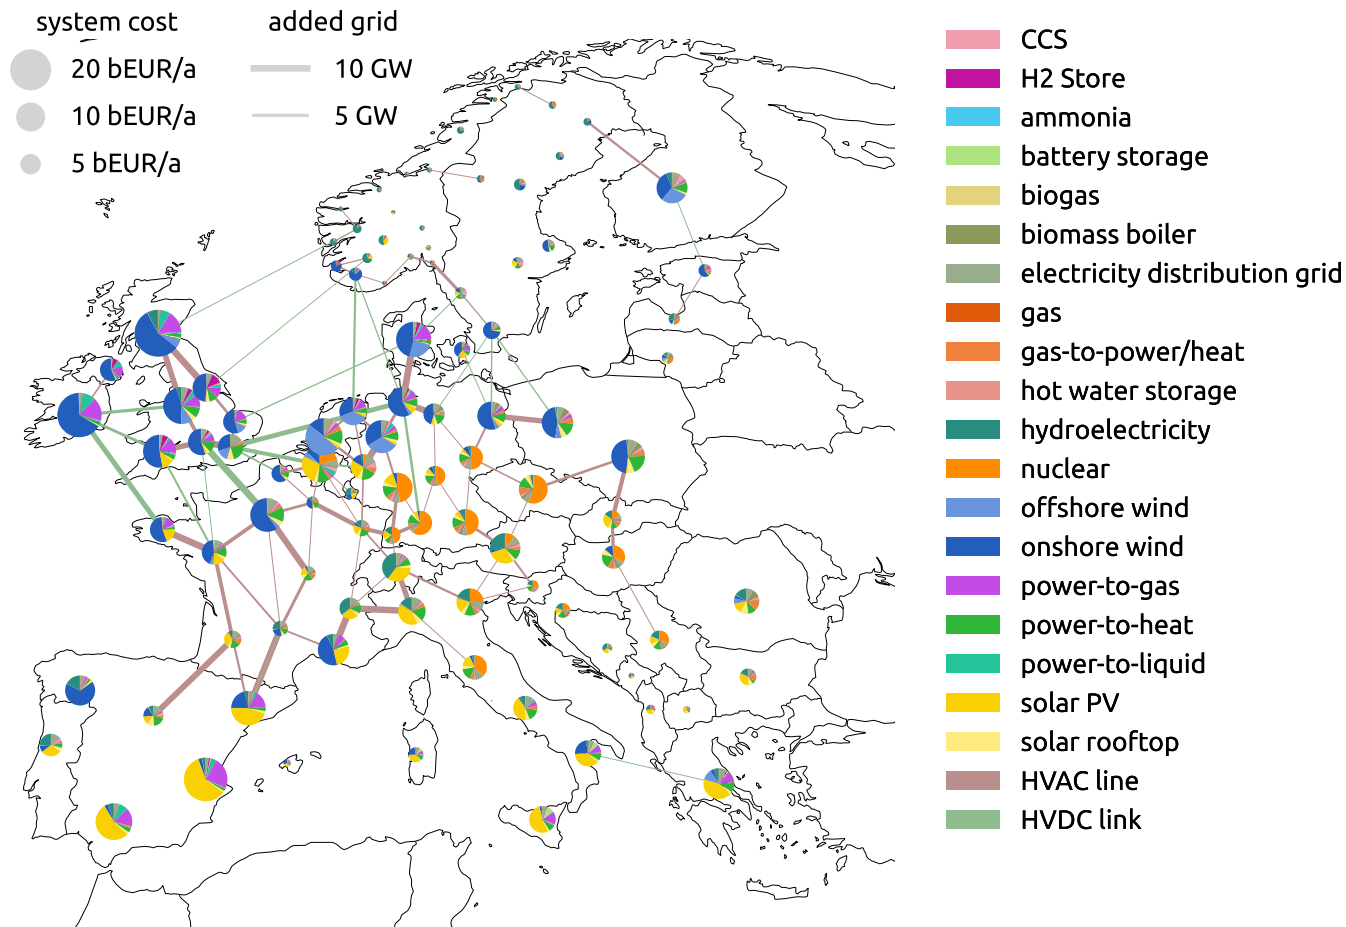 system cost
20 bEUR/a
10 bEUR/a
5 bEUR/a
added grid
10 GW
5 GW
CCS
H2 Store
ammonia
battery storage
biogas
biomass boiler
electricity distribution grid
gas
gas-to-power/heat
hot water storage
hydroelectricity
nuclear
offshore wind
onshore wind
power-to-gas
power-to-heat
power-to-liquid
solar PV
solar rooftop
HVAC line
HVDC link